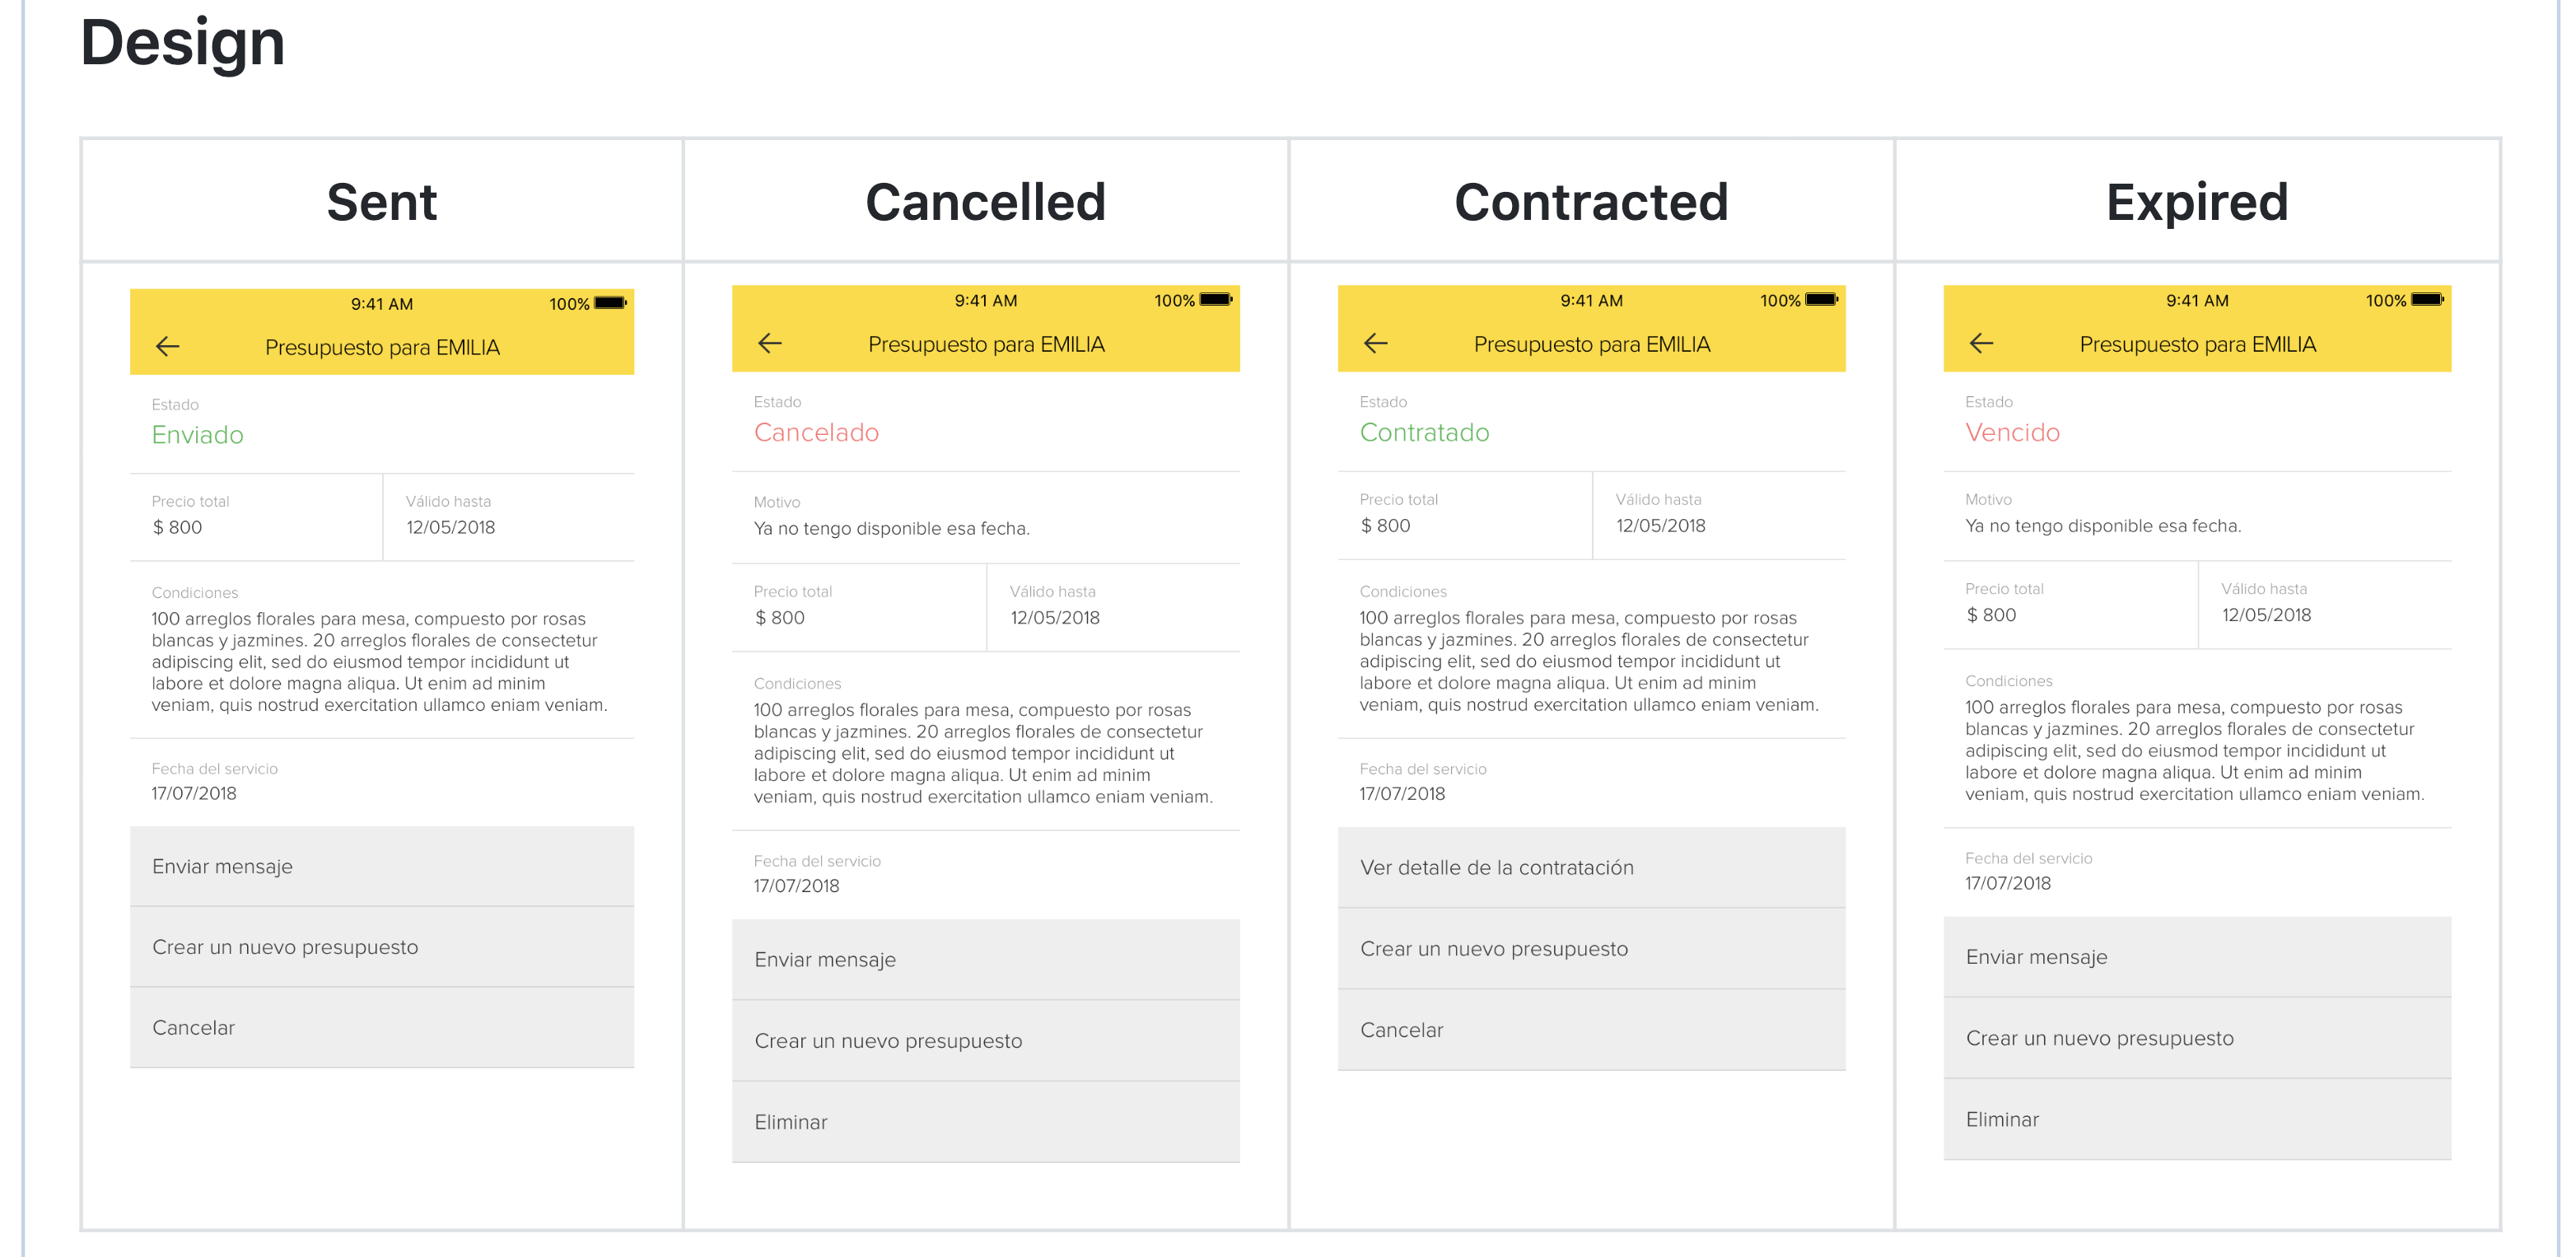 Design
Sent
Cancelled
Contracted
Expired
9:41 AM 100%
Presupuesto para EMILIA
Estado
Enviado
Precio total Válido hasta
$ 800 12/05/2018
Condiciones
100 arreglos florales para mesa, compuesto por rosas
blancas y jazmines. 20 arreglos florales de consectetur
adipiscing elit, sed do eiusmod tempor incididunt ut
labore et dolore magna aliqua. Ut enim ad minim
veniam, quis nostrud exercitation ullamco eniam veniam.
Fecha del servicio
17/07/2018
Enviar mensaje
Crear un nuevo presupuesto
Cancelar
9:41 AM 100%
Presupuesto para EMILIA
Estado
Cancelado
Motivo
Ya no tengo disponible esa fecha.
Precio total Válido hasta
$ 800 12/05/2018
Condiciones
100 arreglos florales para mesa, compuesto por rosas
blancas y jazmines. 20 arreglos florales de consectetur
adipiscing elit, sed do eiusmod tempor incididunt ut
labore et dolore magna aliqua. Ut enim ad minim
veniam, quis nostrud exercitation ullamco eniam veniam.
Fecha del servicio
17/07/2018
Enviar mensaje
Crear un nuevo presupuesto
Eliminar
9:41 AM 100%
Presupuesto para EMILIA
Estado
Contratado
Precio total Válido hasta
$ 800 12/05/2018
Condiciones
100 arreglos florales para mesa, compuesto por rosas
blancas y jazmines. 20 arreglos florales de consectetur
adipiscing elit, sed do eiusmod tempor incididunt ut
labore et dolore magna aliqua. Ut enim ad minim
veniam, quis nostrud exercitation ullamco eniam veniam.
Fecha del servicio
17/07/2018
Ver detalle de la contratación
Crear un nuevo presupuesto
Cancelar
9:41 AM 100%
Presupuesto para EMILIA
Estado
Vencido
Motivo
Ya no tengo disponible esa fecha.
Precio total Válido hasta
$ 800 12/05/2018
Condiciones
100 arreglos florales para mesa, compuesto por rosas
blancas y jazmines. 20 arreglos florales de consectetur
adipiscing elit, sed do eiusmod tempor incididunt ut
labore et dolore magna aliqua. Ut enim ad minim
veniam, quis nostrud exercitation ullamco eniam veniam.
Fecha del servicio
17/07/2018
Enviar mensaje
Crear un nuevo presupuesto
Eliminar